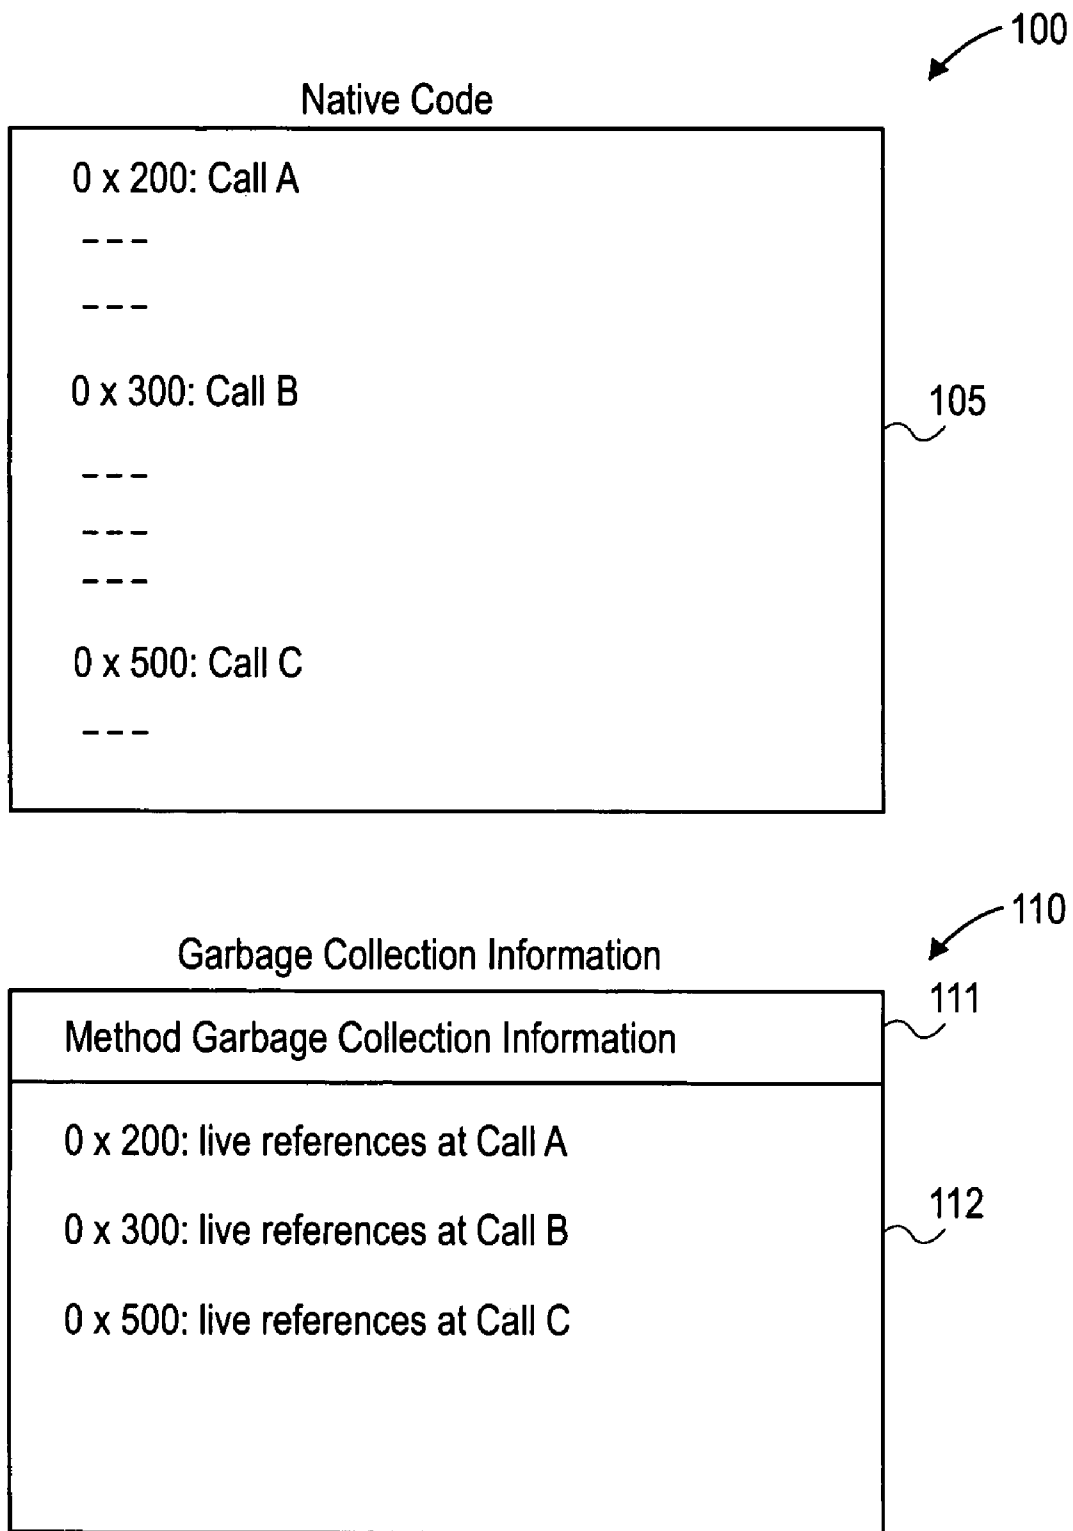 100
Native Code
0 x 200: Call A
---
---
0 x 300: Call B
105
---
---
---
0 x 500: Call C
---
110
Garbage Collection Information
111
Method Garbage Collection Information
0 x 200: live references at Call A
112
0 x 300: live references at Call B
0 x 500: live references at Call C